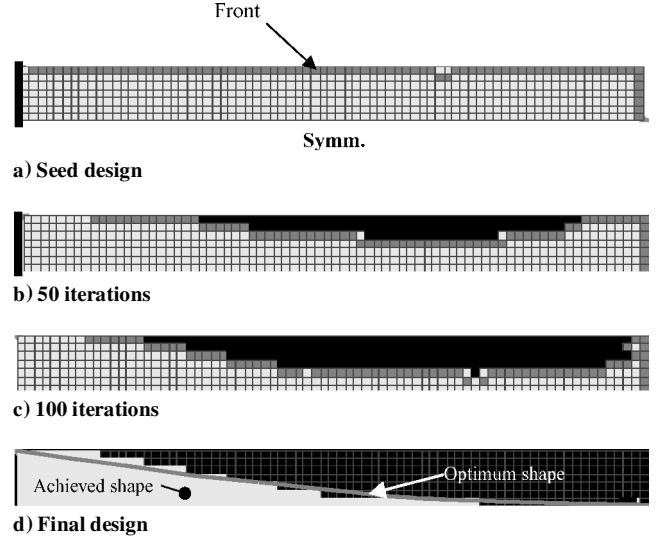 Front
Symm.
a) Seed design
b) 50 iterations
c) 100 iterations
Optimum shape
Achieved shape
d) Final design